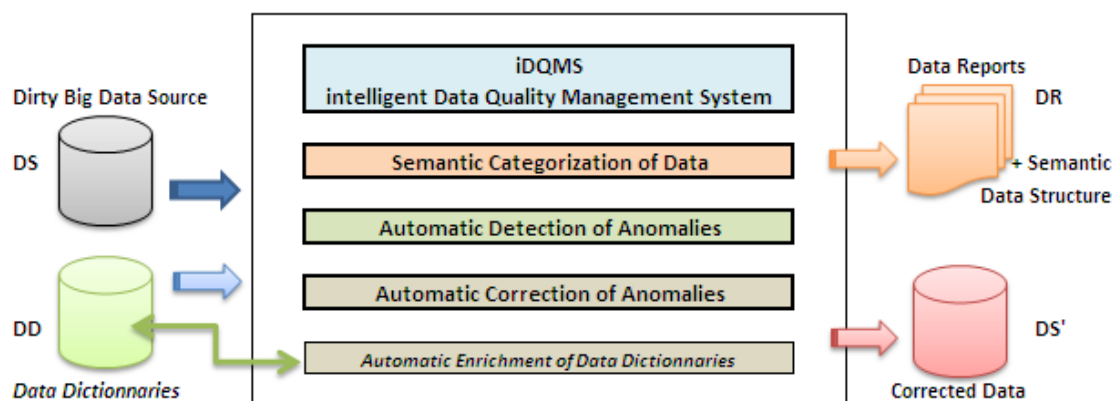 Dirty Big Data Source
DS
DD
Data Dictionnaries
iDQMS
intelligent Data Quality Management System
Semantic Categorization of Data
Automatic Detection of Anomalies
Automatic Correction of Anomalies
Automatic Enrichment of Data Dictionnaries
Data Reports
DR
+ Semantic
Data Structure
DS'
Corrected Data